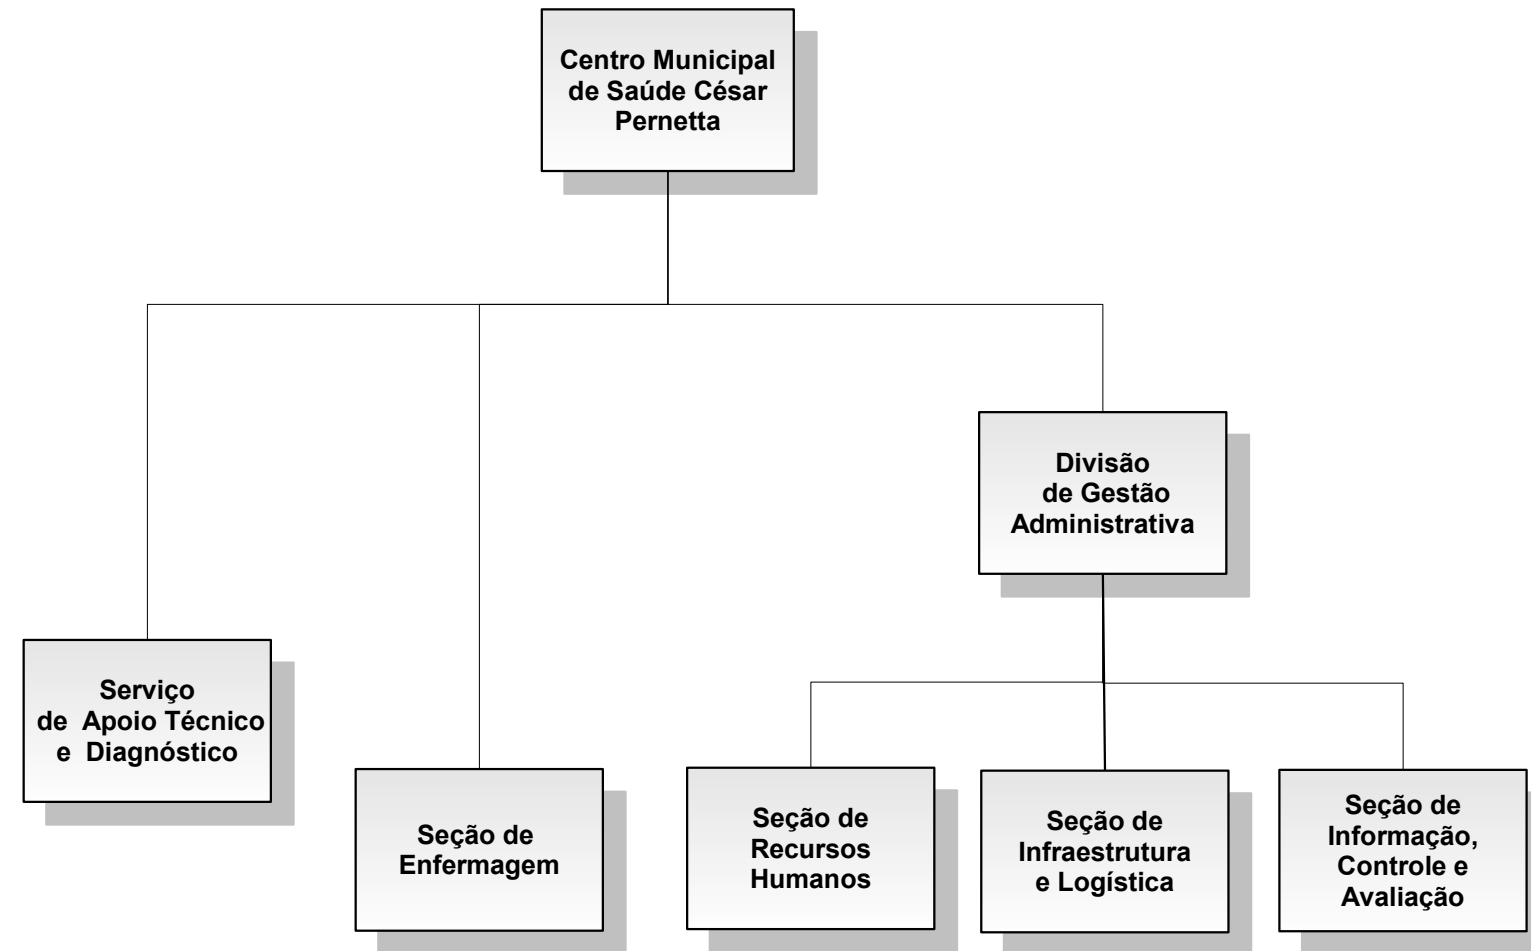 Centro Municipal
de Saúde César
Pernetta
Divisão
de Gestão
Administrativa
Serviço
de Apoio Técnico
e Diagnóstico
Seção de
Enfermagem
Seção de
Recursos
Humanos
Seção de
Infraestrutura
e Logística
Seção de
Informação,
Controle e
Avaliação